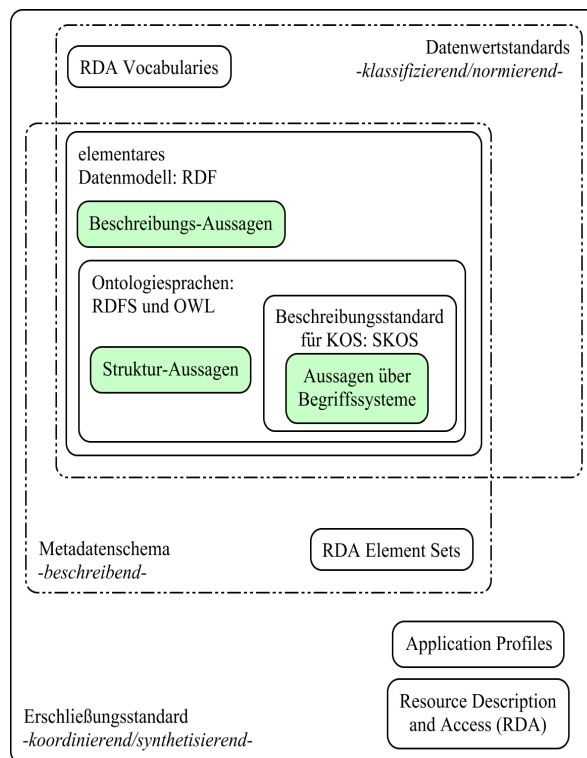 Datenwertstandards
-klassifizierend/normierend-
RDA Vocabularies
elementares
Datenmodell: RDF
Beschreibungs-Aussagen
Ontologiesprachen:
RDFS und OWL
Beschreibungsstandard
für KOS: SKOS
Struktur-Aussagen
Aussagen über
Begriffssysteme
Metadatenschema
-beschreibend-
RDA Element Sets
Application Profiles
Resource Description
and Access (RDA)
Erschließungsstandard
-koordinierend/synthetisierend-